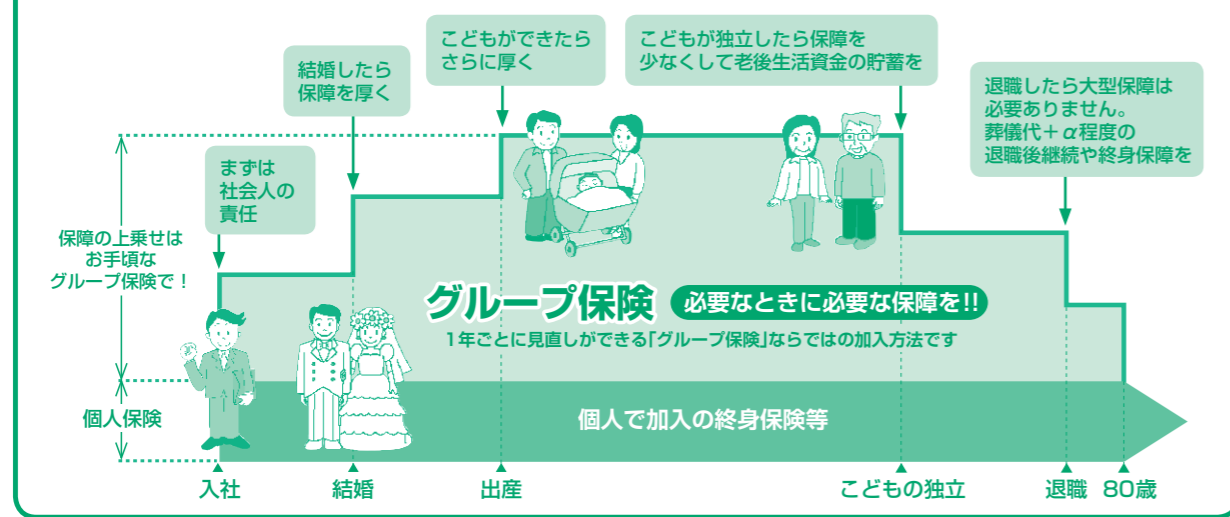 こどもができたら
さらに厚く
こどもが独立したら保障を
少なくして老後生活資金の貯蓄を
結婚したら
保障を厚く
退職したら大型保障は
必要ありません。
葬儀代＋α程度の
退職後継続や終身保障を
まずは
社会人の
責任
保障の上乗せは
お手頃な
グループ保険で！
グループ保険 必要なときに必要な保障を!!
1年ごとに見直しができる｢グループ保険｣ならではの加入方法です
個人保険
個人で加入の終身保険等
入社 結婚 出産 こどもの独立 退職 80歳